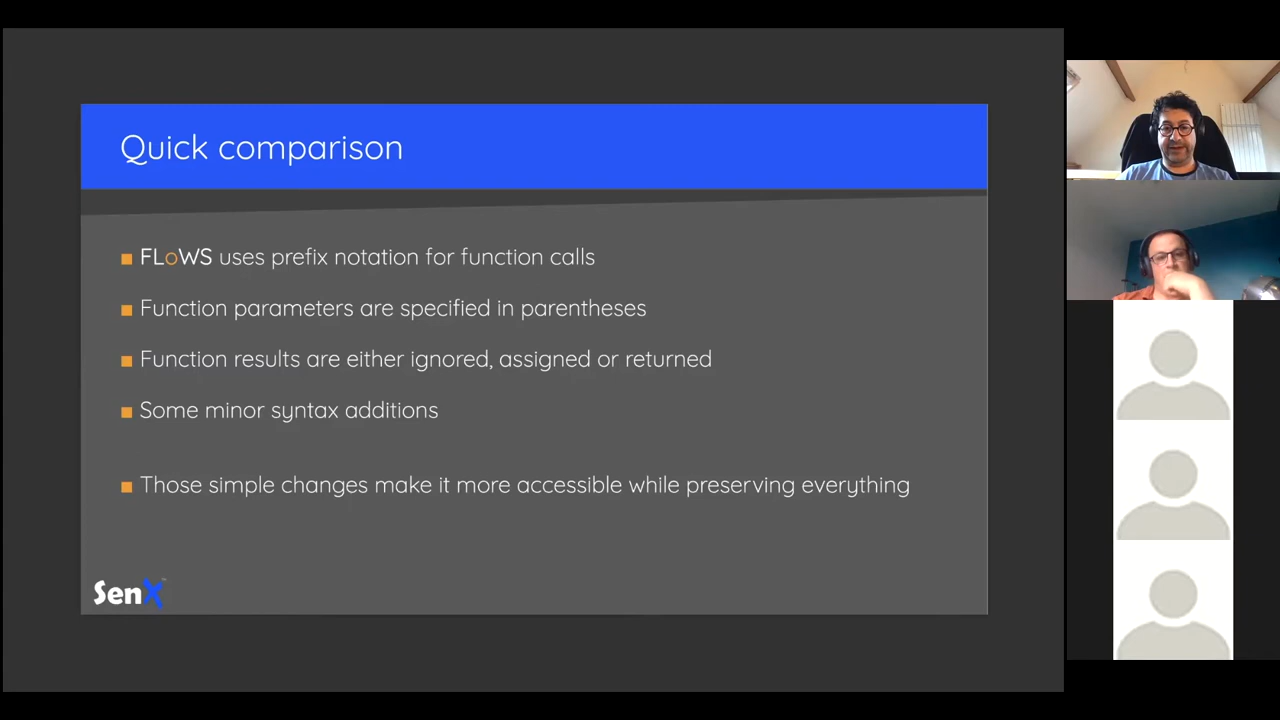 Quick comparison
FLoWS uses prefix notation for function calls
Function parameters are specified in parentheses
Function results are either ignored, assigned or returned
Some minor syntax additions
Those simple changes make it more accessible while preserving everything
SenX